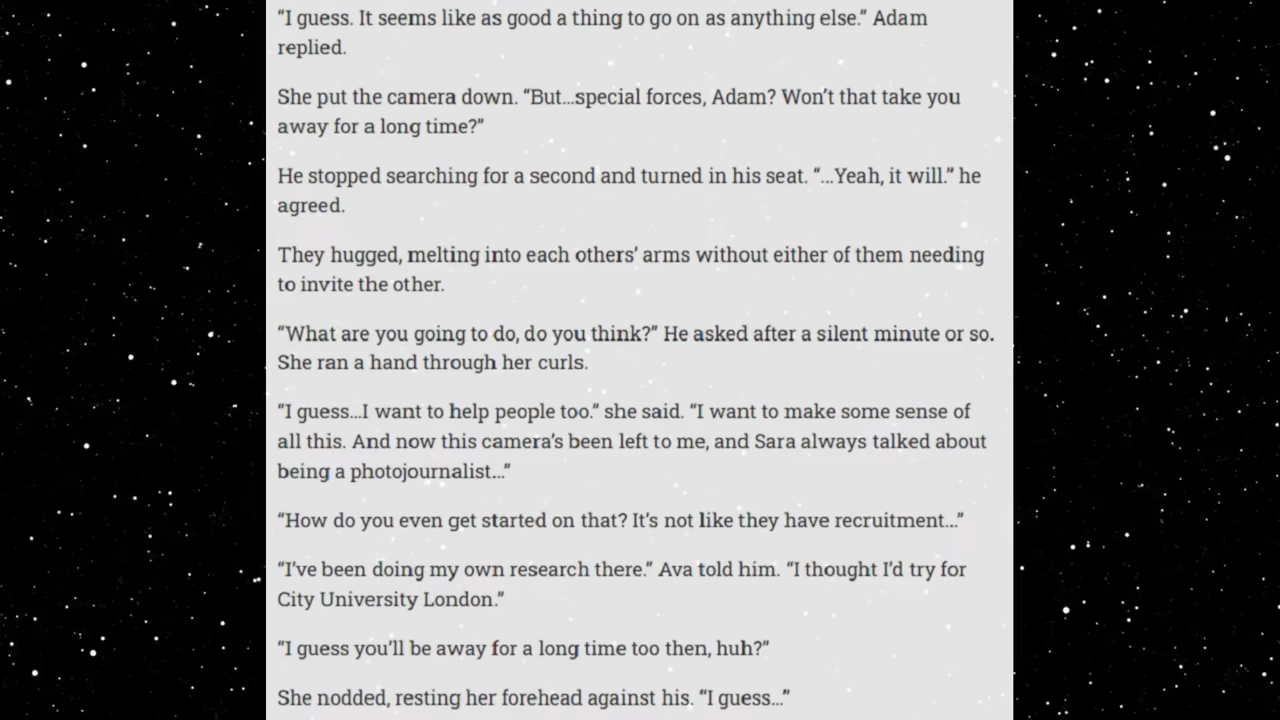 “I guess. It seems like as good a thing to go on as anything else.” Adam
replied.
She put the camera down. “But…special forces, Adam? Won’t that take you
away for a long time?”
He stopped searching for a second and turned in his seat. “…Yeah, it will.” he
agreed.
They hugged, melting into each others’ arms without either of them needing
to invite the other.
“What are you going to do, do you think?” He asked after a silent minute or so.
She ran a hand through her curls.
“I guess…I want to help people too.” she said. “I want to make some sense of
all this. And now this camera’s been left to me, and Sara always talked about
being a photojournalist…”
“How do you even get started on that? It’s not like they have recruitment…”
“I’ve been doing my own research there.” Ava told him. “I thought I’d try for
City University London.”
“I guess you’ll be away for a long time too then, huh?”
She nodded, resting her forehead against his. “I guess…”